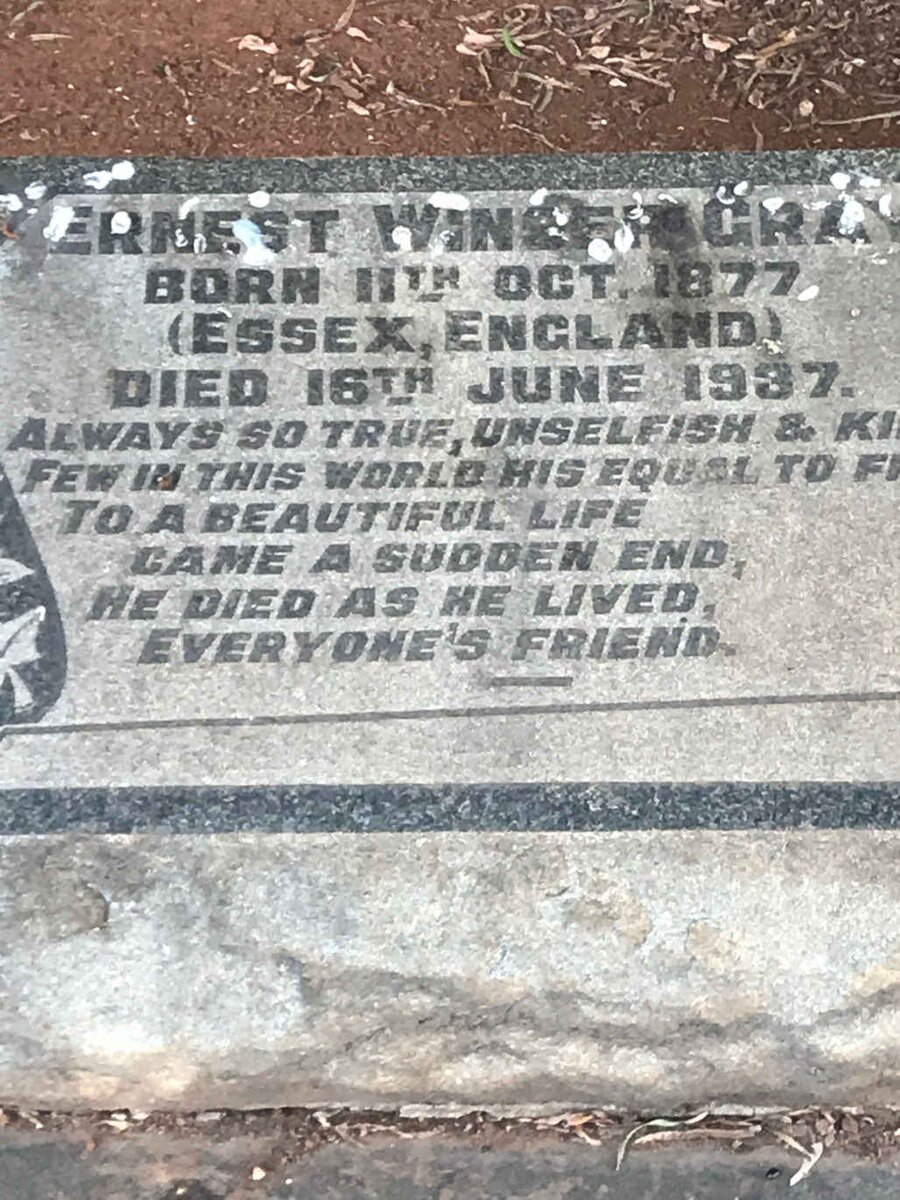 ERNEST WINSER GRAY
BORN 11TH OCT. 1877.
(ESSEX, ENGLAND)
DIED 16TH JUNE 1937.
ALWAYS SO TRUE, UNSELFISH &
FEW IN THIS WORLD HIS EQUAL TO
TO A BEAUTIFUL LIFE
CAME A SUDDEN END,
HE DIED AS HE LIVED,
EVERYONE'S FRIEND.